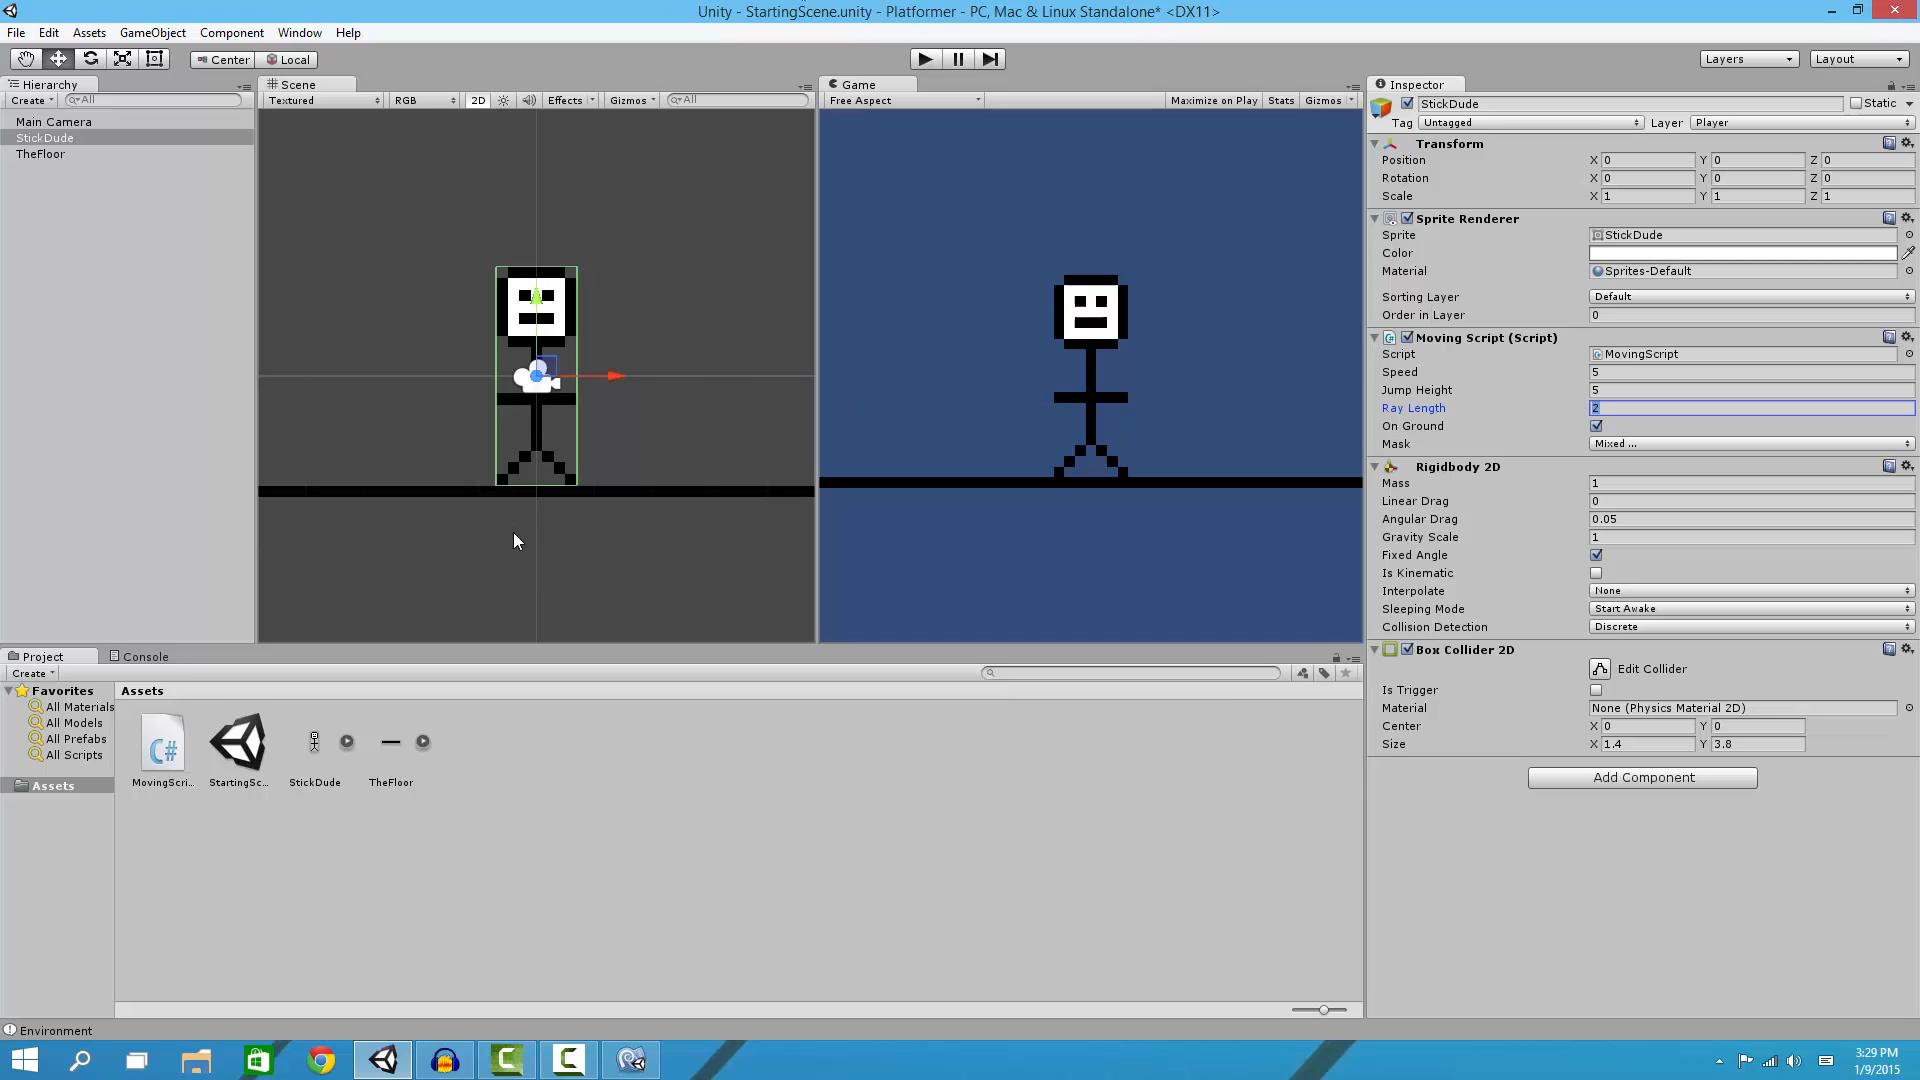 Unity - StartingScene.unity - Platformer - PC, Mac & Linux Standalone* <DX11>
File Edit Assets GameObject Component Window Help
Center Local Layers Layout
Hierarchy
Create All
Main Camera
StickDude
TheFloor
Scene
Textured RGB 2D Effects Gizmos All
Game
Free Aspect Maximize on Play Stats Gizmos
Inspector
StickDude Static
Tag Untagged Layer Player
Transform
Position X 0 Y 0 Z 0
Rotation X 0 Y 0 Z 0
Scale X 1 Y 1 Z 1
Sprite Renderer
Sprite StickDude
Color
Material Sprites-Default
Sorting Layer Default
Order in Layer 0
Moving Script (Script)
Script MovingScript
Speed 5
Jump Height 5
Ray Length 2
On Ground
Mask Mixed ...
Rigidbody 2D
Mass 1
Linear Drag 0
Angular Drag 0.05
Gravity Scale 1
Fixed Angle
Is Kinematic
Interpolate None
Sleeping Mode Start Awake
Collision Detection Discrete
Box Collider 2D
Edit Collider
Is Trigger
Material None (Physics Material 2D)
Center X 0 Y 0
Size X 1.4 Y 3.8
Add Component
Project Console
Create
Favorites
All Materials
All Models
All Prefabs
All Scripts
Assets
Assets
C#
MovingScri... StartingSc... StickDude TheFloor
Environment
3:29 PM
1/9/2015